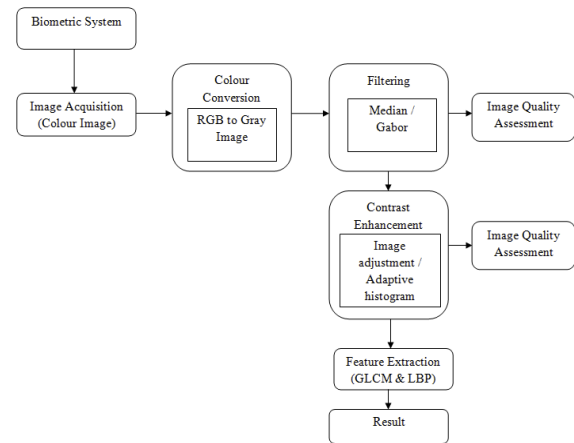 Biometric System
Image Acquisition
(Colour Image)
Colour
Conversion
RGB to Gray
Image
Filtering
Median /
Gabor
Image Quality
Assessment
Contrast
Enhancement
Image
adjustment /
Adaptive
histogram
Image Quality
Assessment
Feature Extraction
(GLCM & LBP)
Result